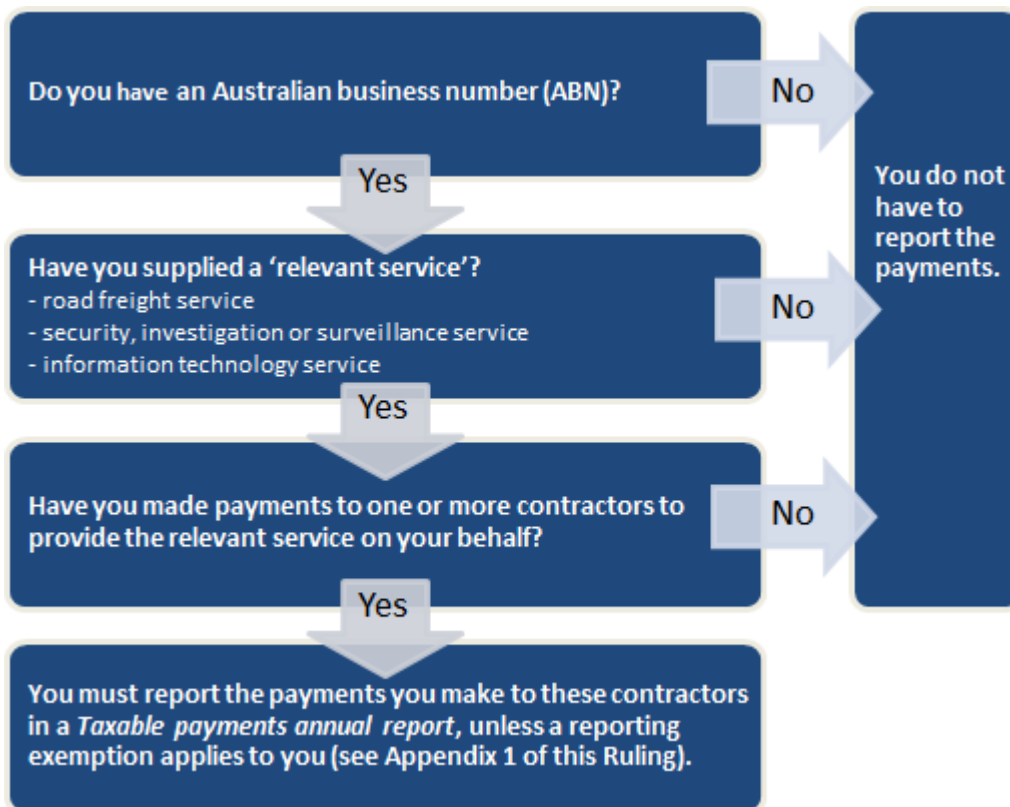 Do you have an Australian business number (ABN)?
No
Yes
You do not
have to
report the
payments.
Have you supplied a ‘relevant service’?
- road freight service
- security, investigation or surveillance service
- information technology service
No
Yes
Have you made payments to one or more contractors to
provide the relevant service on your behalf?
No
Yes
You must report the payments you make to these contractors
in a Taxable payments annual report, unless a reporting
exemption applies to you (see Appendix 1 of this Ruling).